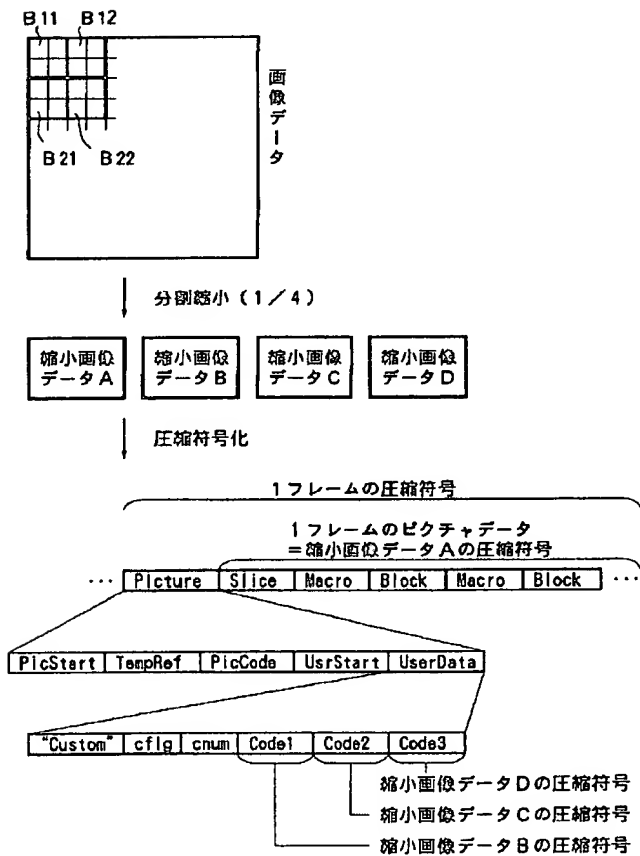 B11 B12
画像データ
B21 B22
分割縮小(1/4)
縮小画像 縮小画像 縮小画像 縮小画像
データA データB データC データD
圧縮符号化
1フレームの圧縮符号
1フレームのピクチャデータ
=縮小画像データAの圧縮符号
··· Picture Slice Macro Block Macro Block ···
PicStart TempRef PicCode UsrStart UserData
"Custom" cflg cnum Code1 Code2 Code3
縮小画像データDの圧縮符号
縮小画像データCの圧縮符号
縮小画像データBの圧縮符号